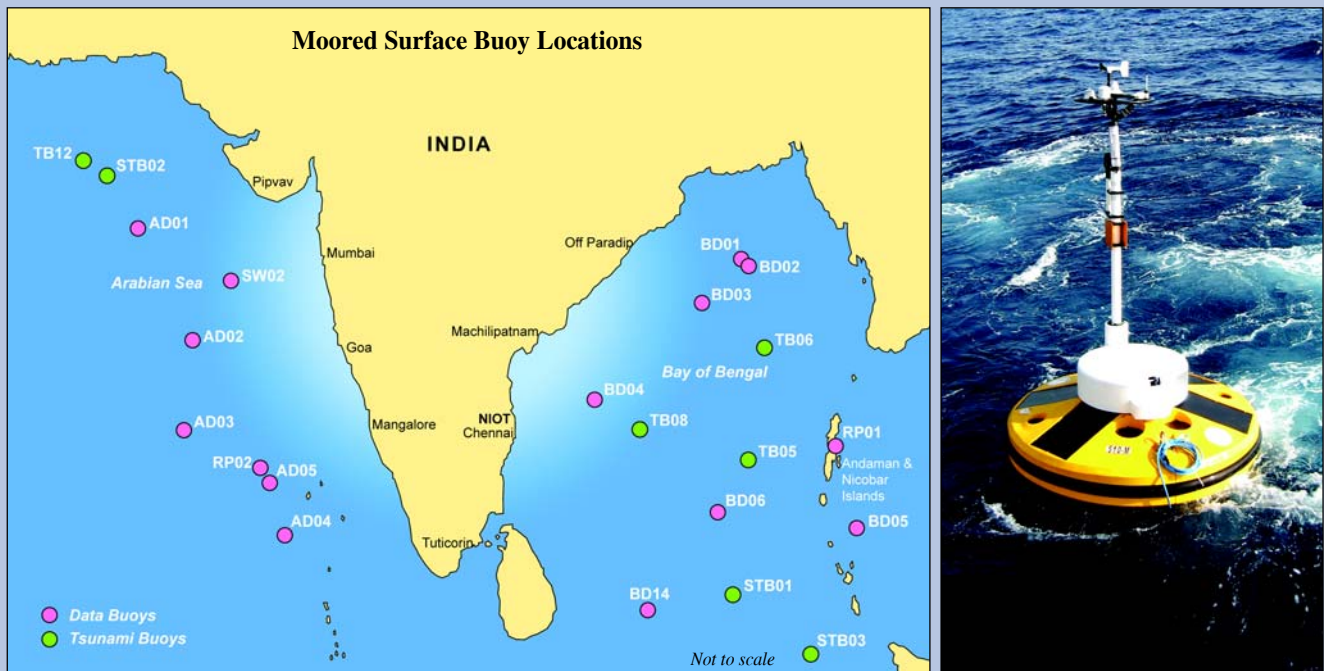 Moored Surface Buoy Locations
INDIA
TB12
STB02
Pipvav
AD01
Mumbai
Off Paradip
BD01
BD02
Arabian Sea
SW02
BD03
Machilipatnam
AD02
Goa
TB06
Bay of Bengal
BD04
AD03
Mangalore
NIOT
Chennai
TB08
RP01
RP02
AD05
TB05
Andaman &
Nicobar
Islands
BD06
AD04
BD05
Tuticorin
STB01
BD14
Data Buoys
Tsunami Buoys
STB03
Not to scale